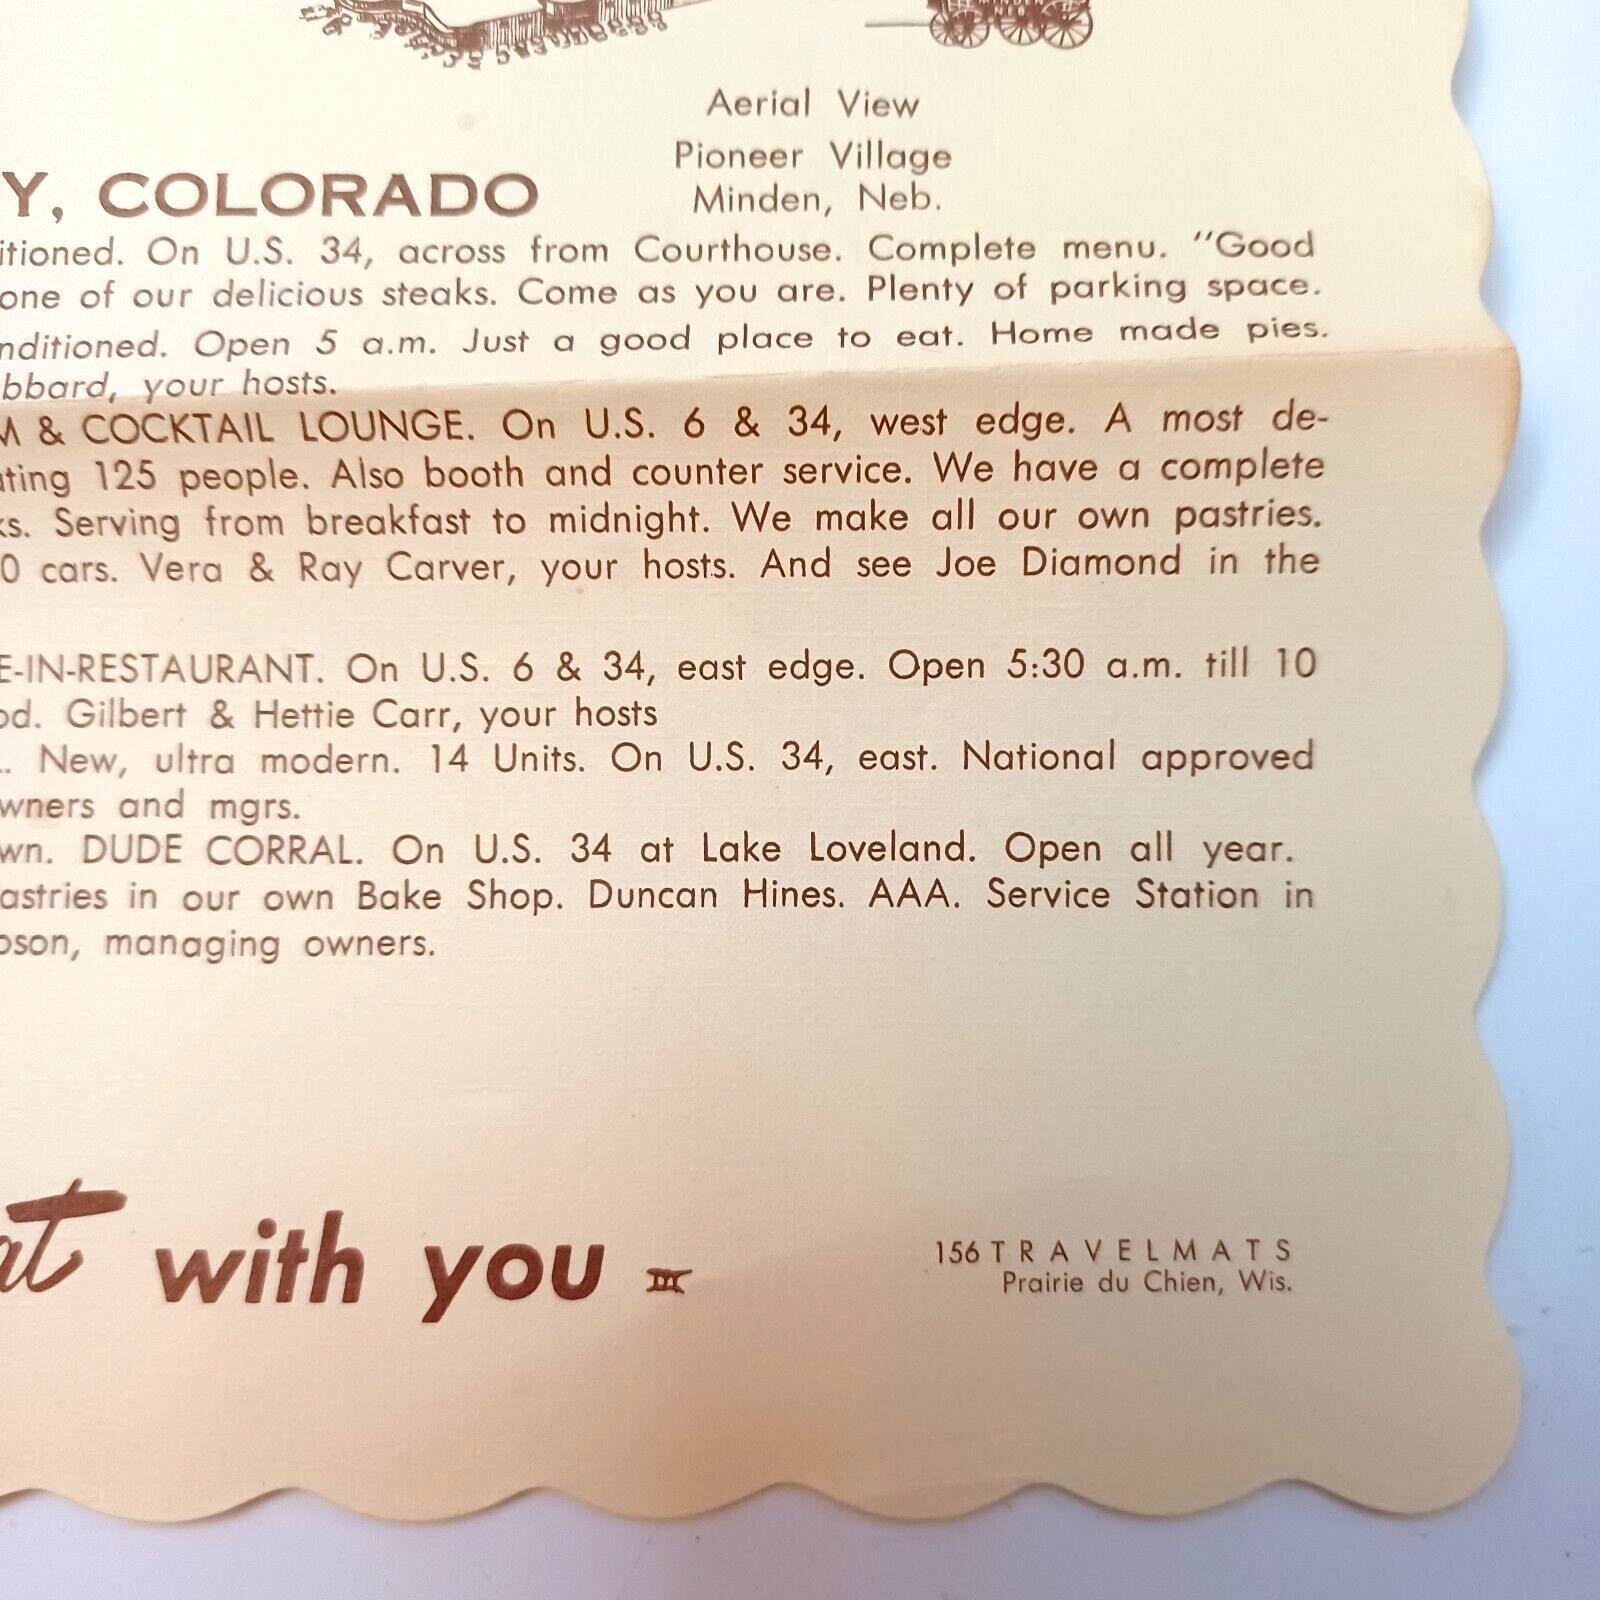 MINDEN
NEB
Aerial View
Pioneer Village
Minden, Neb.
Y, COLORADO
itioned. On U.S. 34, across from Courthouse. Complete menu. "Good
one of our delicious steaks. Come as you are. Plenty of parking space.
nditioned. Open 5 a.m. Just a good place to eat. Home made pies.
bbard, your hosts.
M & COCKTAIL LOUNGE. On U.S. 6 & 34, west edge. A most de-
ating 125 people. Also booth and counter service. We have a complete
ks. Serving from breakfast to midnight. We make all our own pastries.
0 cars. Vera & Ray Carver, your hosts. And see Joe Diamond in the
E-IN-RESTAURANT. On U.S. 6 & 34, east edge. Open 5:30 a.m. till 10
od. Gilbert & Hettie Carr, your hosts
. New, ultra modern. 14 Units. On U.S. 34, east. National approved
wners and mgrs.
wn. DUDE CORRAL. On U.S. 34 at Lake Loveland. Open all year.
astries in our own Bake Shop. Duncan Hines. AAA. Service Station in
pson, managing owners.
at with you III
156 TRAVELMATS
Prairie du Chien, Wis.